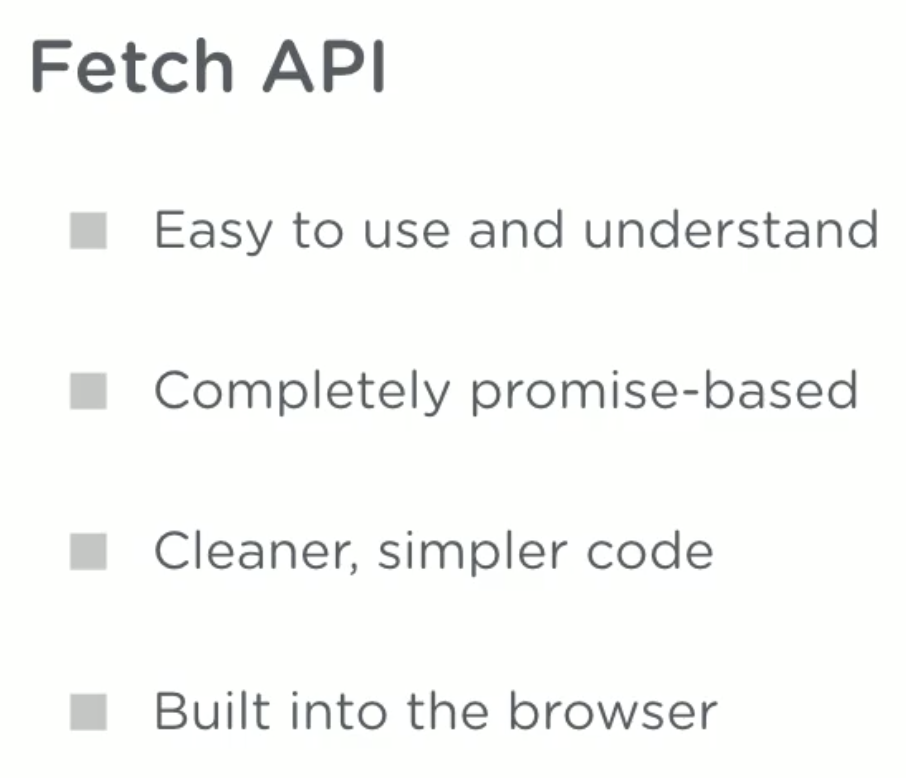 Fetch API
Easy to use and understand
Completely promise-based
Cleaner, simpler code
Built into the browser